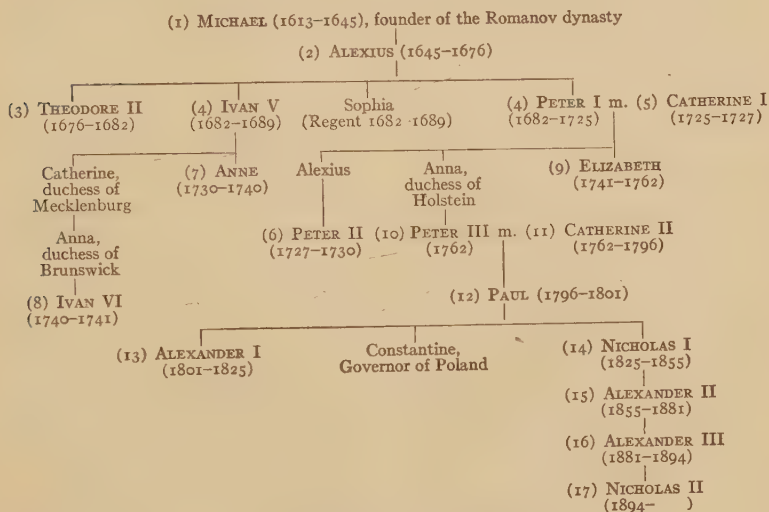 (1) MICHAEL (1613–1645), founder of the Romanov dynasty
(2) ALEXIUS (1645–1676)
(3) THEODORE II
(1676–1682)
(4) IVAN V
(1682–1689)
Sophia
(Regent 1682–1689)
(4) PETER I m. (5) CATHERINE I
(1682–1725) (1725–1727)
Catherine,
duchess of
Mecklenburg
(7) ANNE
(1730–1740)
Alexius
Anna,
duchess of
Holstein
(9) ELIZABETH
(1741–1762)
Anna,
duchess of
Brunswick
(6) PETER II
(1727–1730)
(10) PETER III m. (11) CATHERINE II
(1762) (1762–1796)
(8) IVAN VI
(1740–1741)
(12) PAUL (1796–1801)
(13) ALEXANDER I
(1801–1825)
Constantine,
Governor of Poland
(14) NICHOLAS I
(1825–1855)
(15) ALEXANDER II
(1855–1881)
(16) ALEXANDER III
(1881–1894)
(17) NICHOLAS II
(1894– )